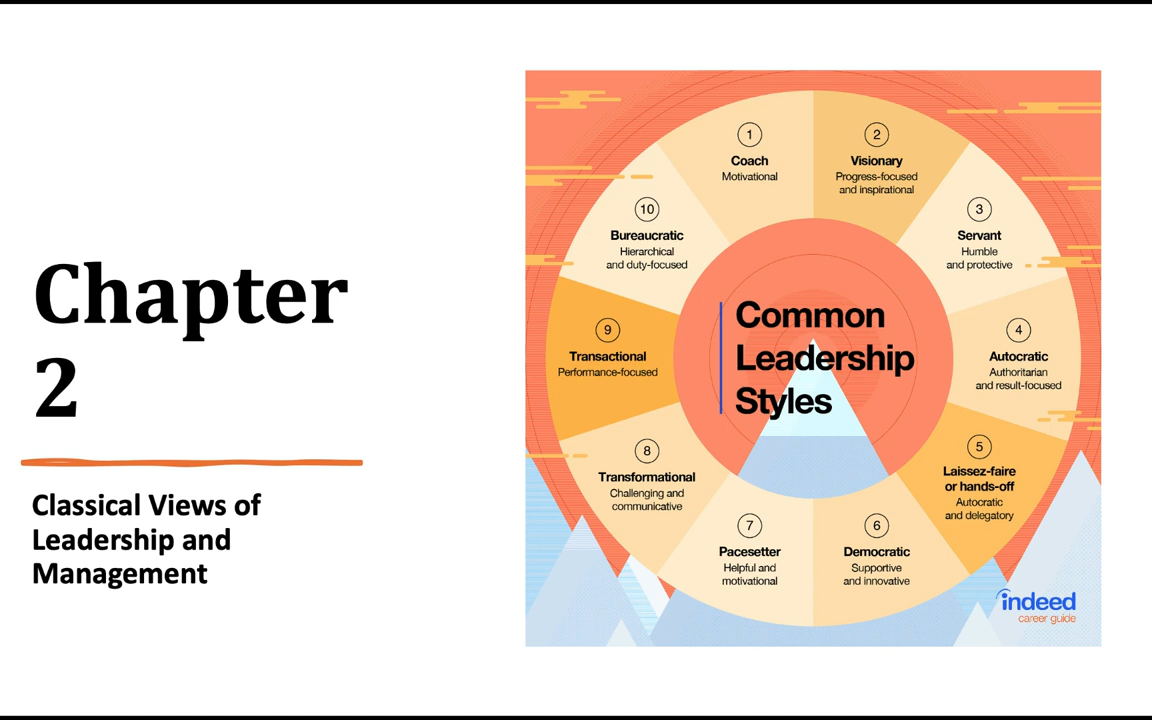 Chapter
2
Classical Views of
Leadership and
Management
Common
Leadership
Styles
1
Coach
Motivational
2
Visionary
Progress-focused
and inspirational
3
Servant
Humble
and protective
4
Autocratic
Authoritarian
and result-focused
5
Laissez-faire
or hands-off
Autocratic
and delegatory
6
Democratic
Supportive
and innovative
7
Pacesetter
Helpful and
motivational
8
Transformational
Challenging and
communicative
9
Transactional
Performance-focused
10
Bureaucratic
Hierarchical
and duty-focused
indeed
career guide